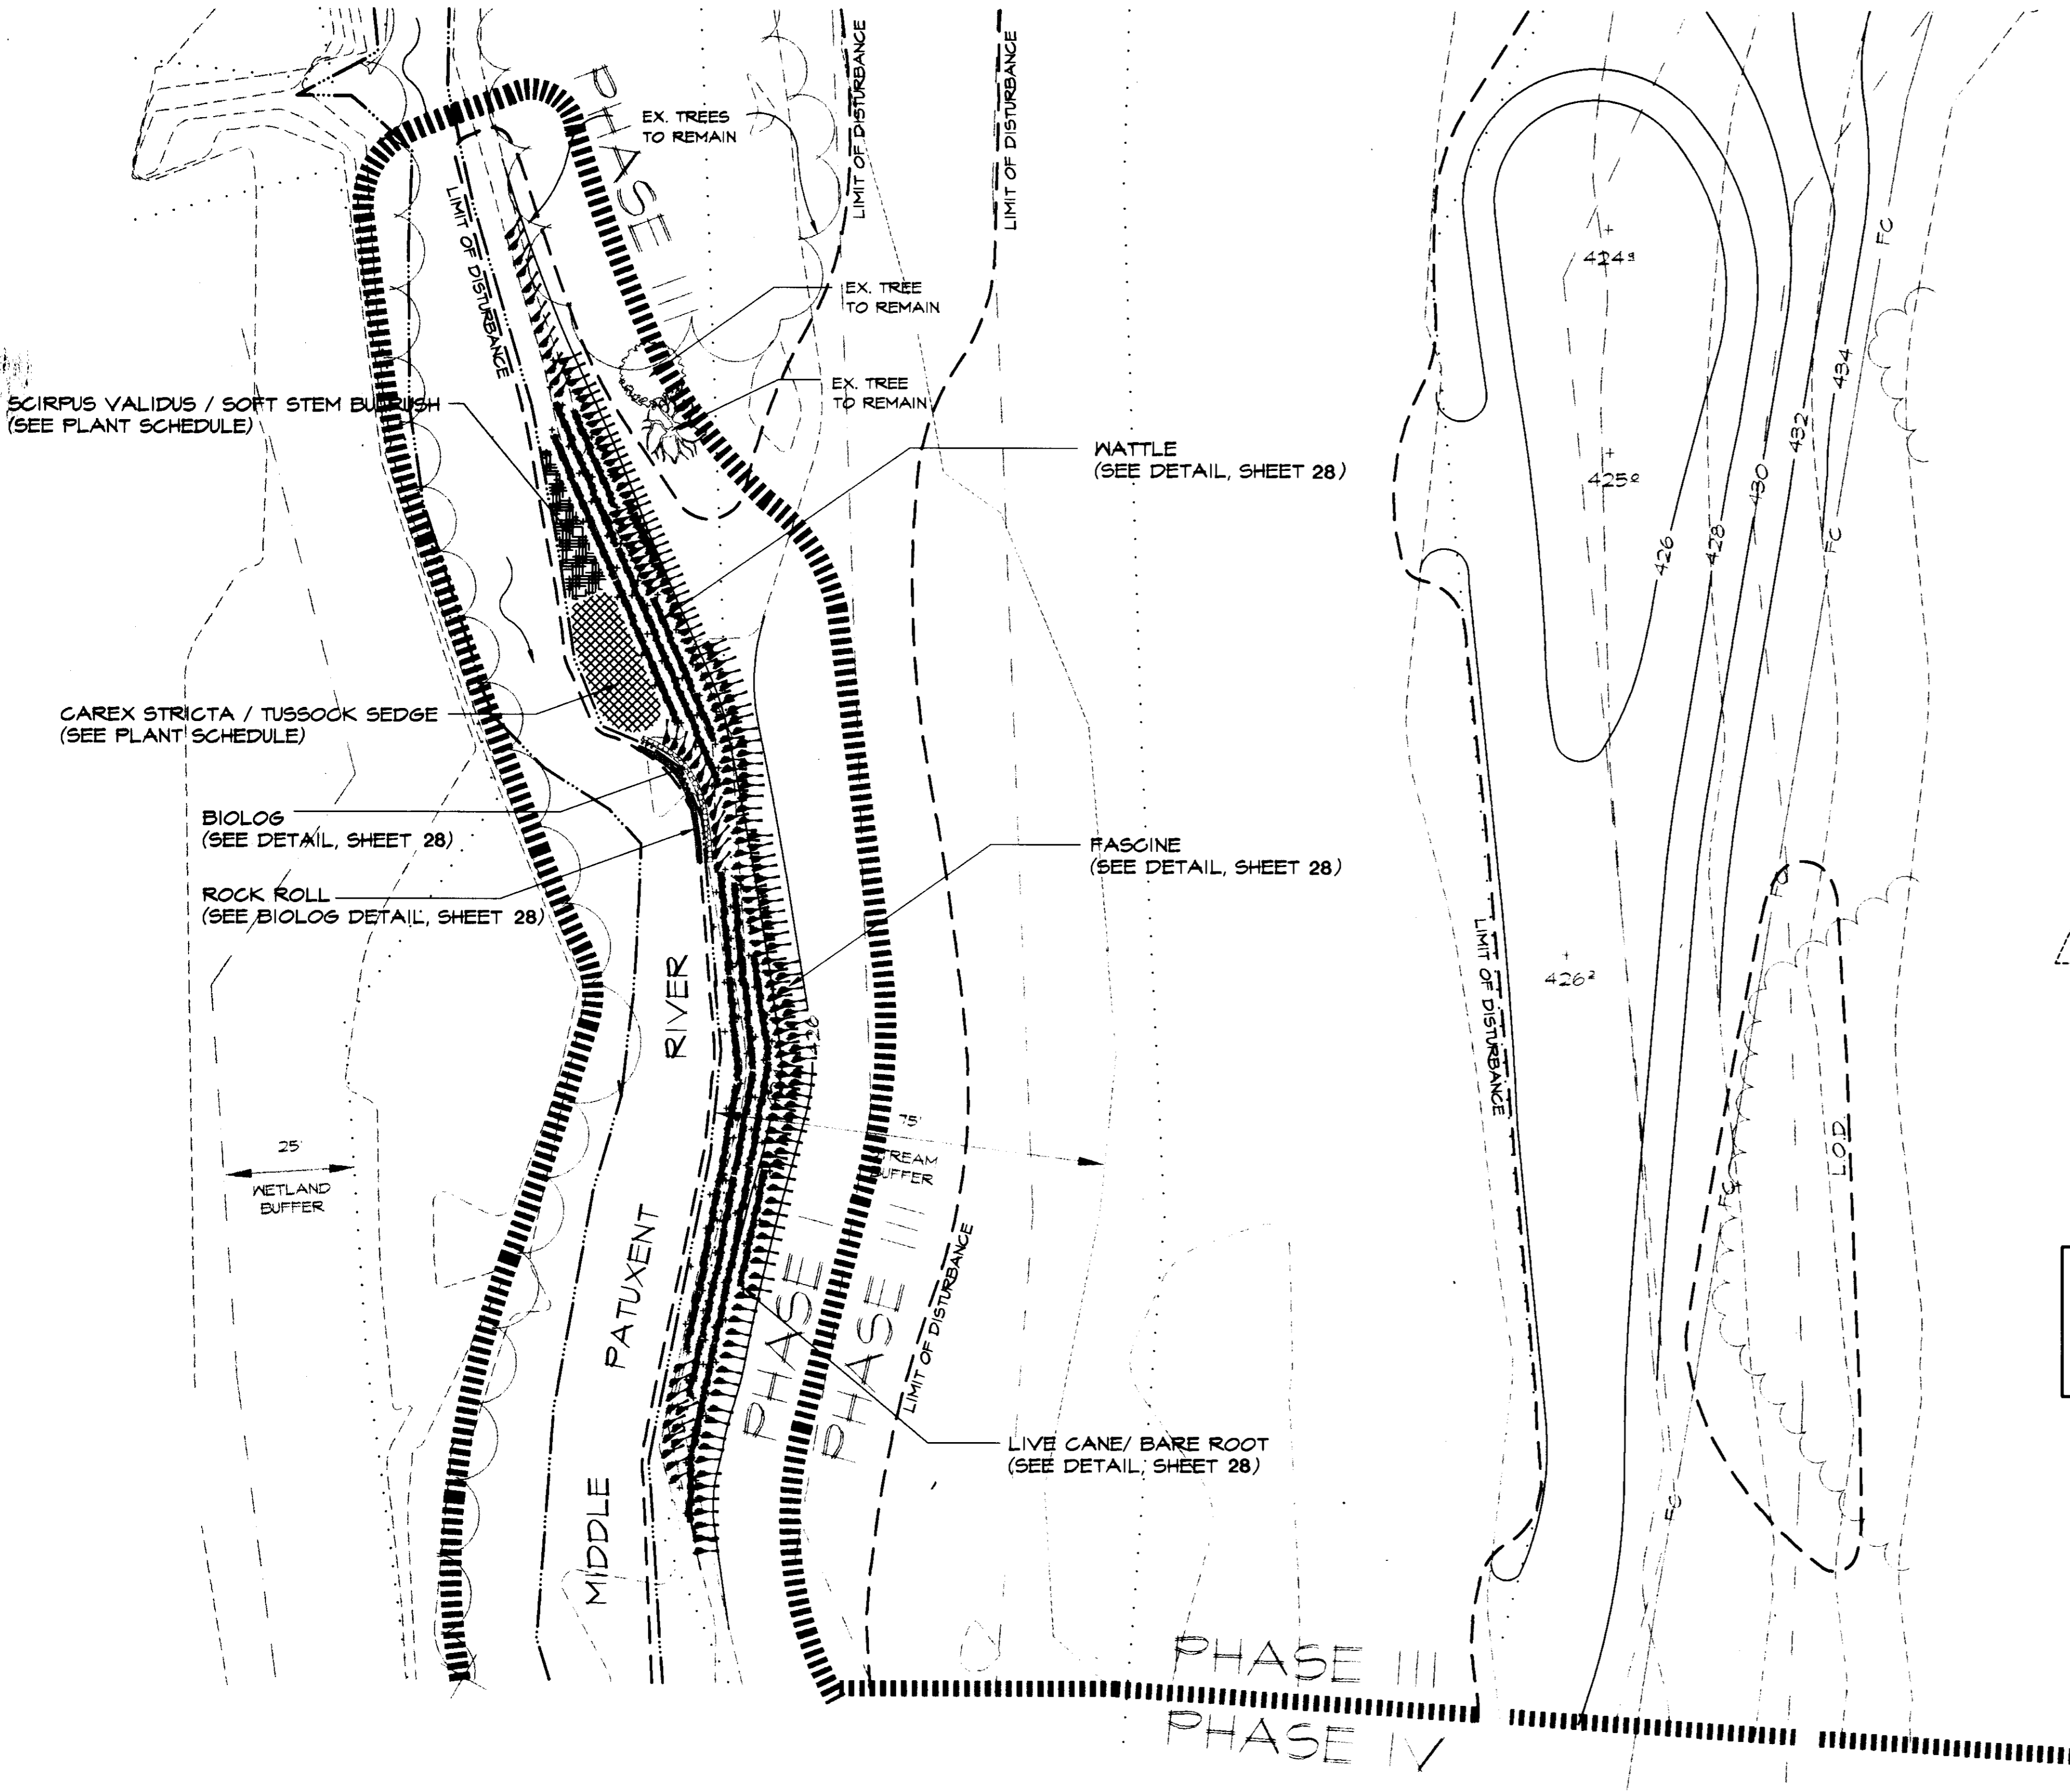 LIMIT OF DISTURBANCE
LIMIT OF DISTURBANCE
PHASE III
EX. TREES
TO REMAIN
LIMIT OF DISTURBANCE
EX. TREE
TO REMAIN
EX. TREE
TO REMAIN
SCIRPUS VALIDUS / SOFT STEM BULRUSH
(SEE PLANT SCHEDULE)
WATTLE
(SEE DETAIL, SHEET 28)
CAREX STRICTA / TUSSOCK SEDGE
(SEE PLANT SCHEDULE)
BIOLOG
(SEE DETAIL, SHEET 28)
FASCINE
(SEE DETAIL, SHEET 28)
ROCK ROLL
(SEE BIOLOG DETAIL, SHEET 28)
MIDDLE PATUXENT RIVER
25'
WETLAND
BUFFER
75'
STREAM
BUFFER
PHASE I
PHASE III
LIMIT OF DISTURBANCE
LIVE CANE/ BARE ROOT
(SEE DETAIL, SHEET 28)
PHASE III
PHASE IV
424
425
426
426
428
430
432
434
FC
FC
FC
FC
FC
LIMIT OF DISTURBANCE
L.O.D.